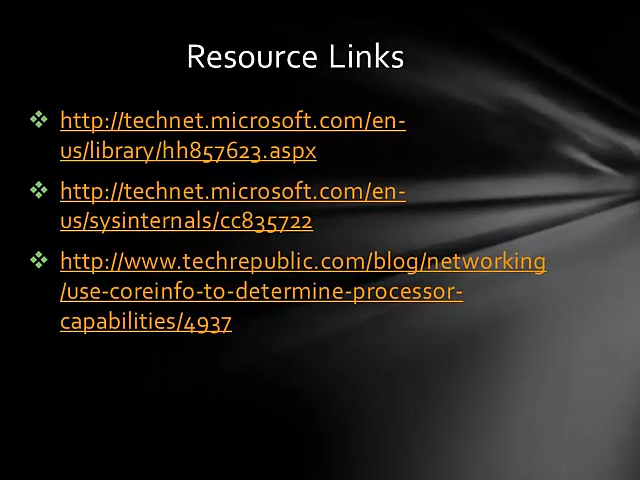 Resource Links
http://technet.microsoft.com/en-
us/library/hh857623.aspx
http://technet.microsoft.com/en-
us/sysinternals/cc835722
http://www.techrepublic.com/blog/networking
/use-coreinfo-to-determine-processor-
capabilities/4937